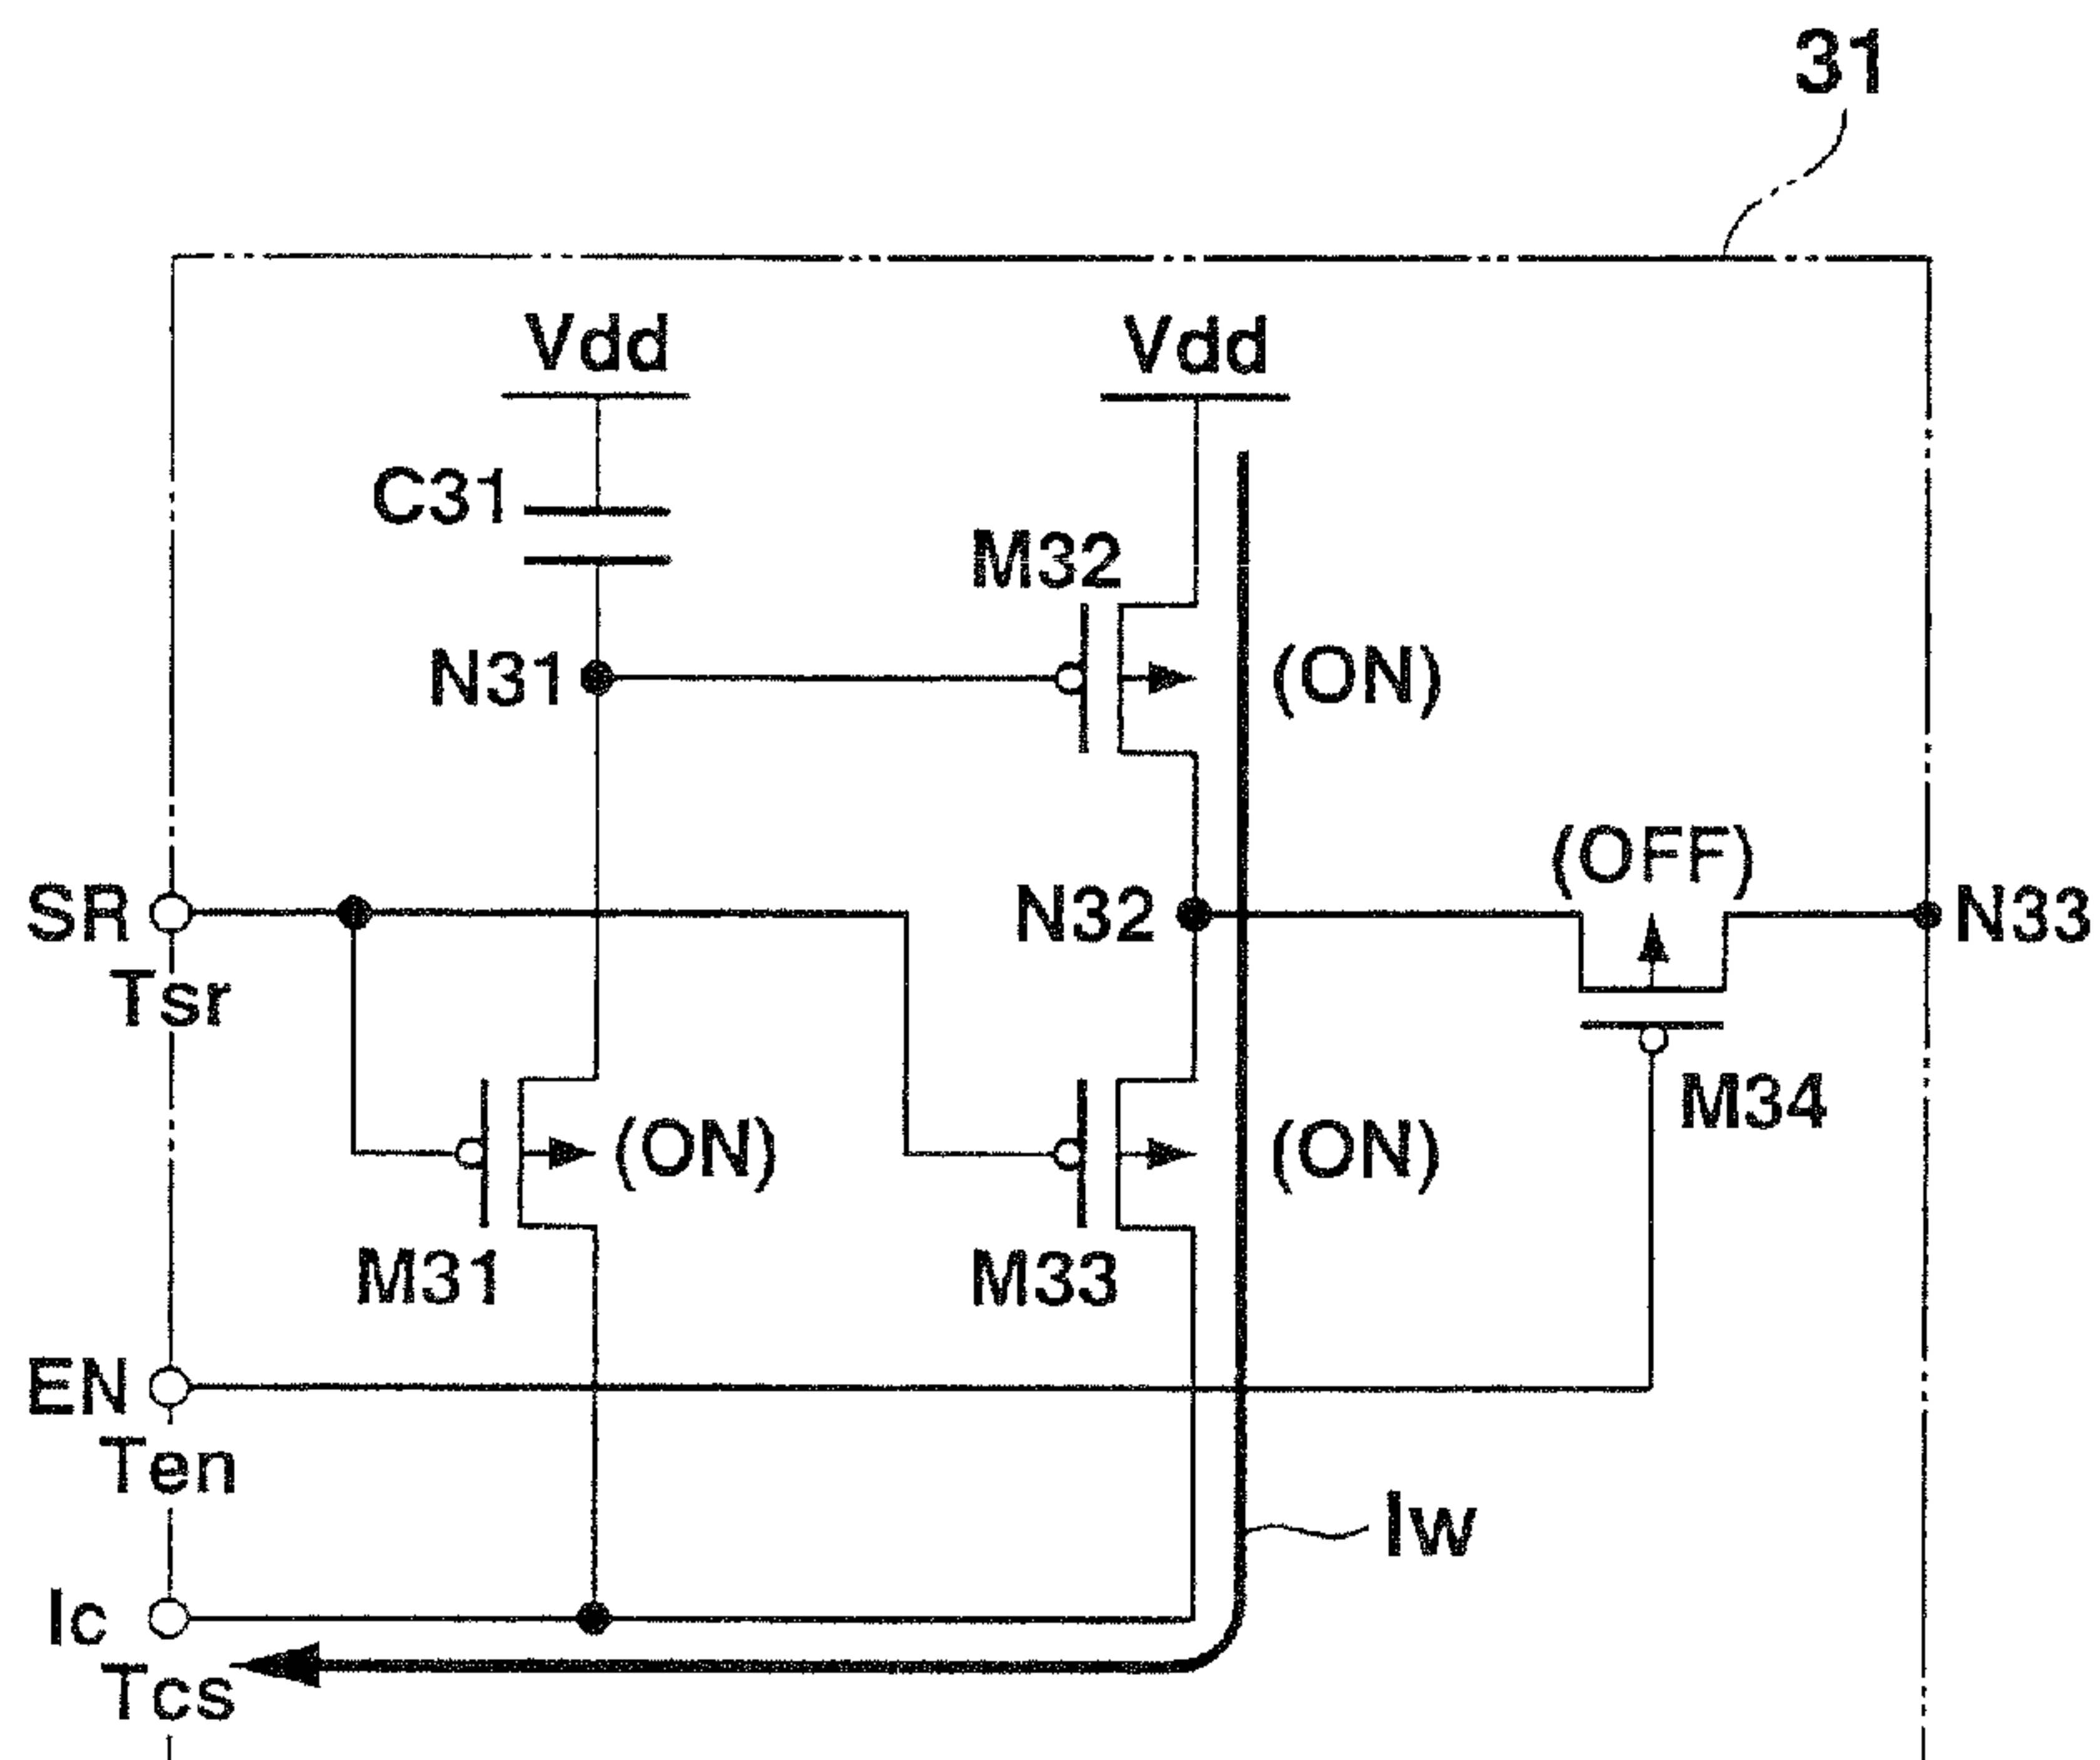 31
Vdd
Vdd
C31
M32
N31
(ON)
(OFF)
SR
N32
N33
Tsr
M34
(ON)
(ON)
M31
M33
EN
Ten
Iw
Ic
Tcs